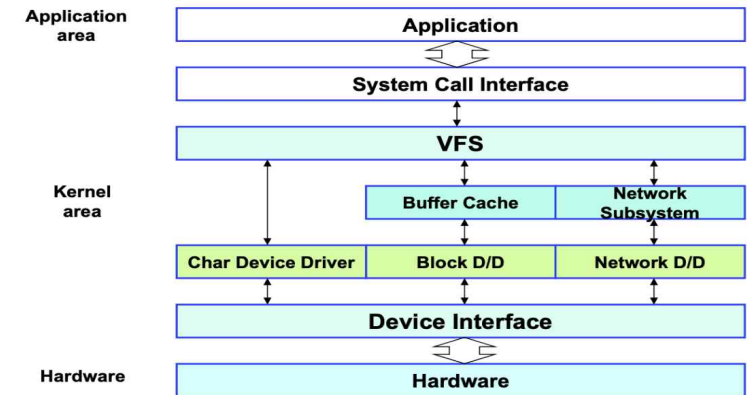 Application
area
Application
System Call Interface
VFS
Kernel
area
Buffer Cache
Network
Subsystem
Char Device Driver
Block D/D
Network D/D
Device Interface
Hardware
Hardware